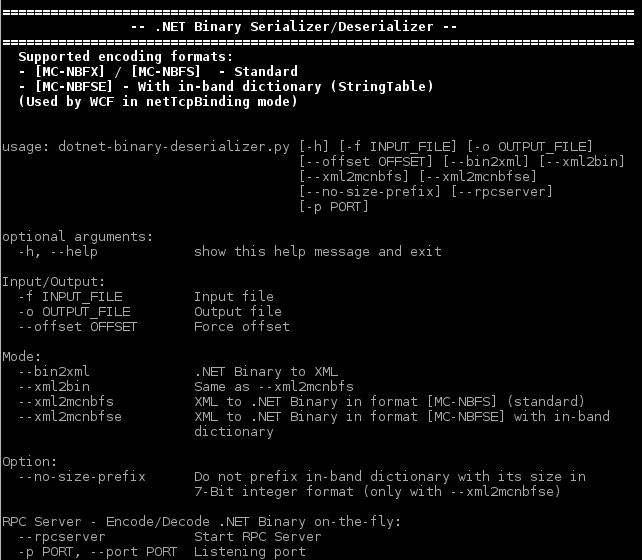 ===============================================================================
-- .NET Binary Serializer/Deserializer --
===============================================================================
Supported encoding formats:
- [MC-NBFX] / [MC-NBFS]  - Standard
- [MC-NBFSE] - With in-band dictionary (StringTable)
(Used by WCF in netTcpBinding mode)
usage: dotnet-binary-deserializer.py [-h] [-f INPUT_FILE] [-o OUTPUT_FILE]
[--offset OFFSET] [--bin2xml] [--xml2bin]
[--xml2mcnbfs] [--xml2mcnbfse]
[--no-size-prefix] [--rpcserver]
[-p PORT]
optional arguments:
-h, --help            show this help message and exit
Input/Output:
-f INPUT_FILE         Input file
-o OUTPUT_FILE        Output file
--offset OFFSET       Force offset
Mode:
--bin2xml             .NET Binary to XML
--xml2bin             Same as --xml2mcnbfs
--xml2mcnbfs          XML to .NET Binary in format [MC-NBFS] (standard)
--xml2mcnbfse         XML to .NET Binary in format [MC-NBFSE] with in-band
dictionary
Option:
--no-size-prefix      Do not prefix in-band dictionary with its size in
7-Bit integer format (only with --xml2mcnbfse)
RPC Server - Encode/Decode .NET Binary on-the-fly:
--rpcserver           Start RPC Server
-p PORT, --port PORT  Listening port